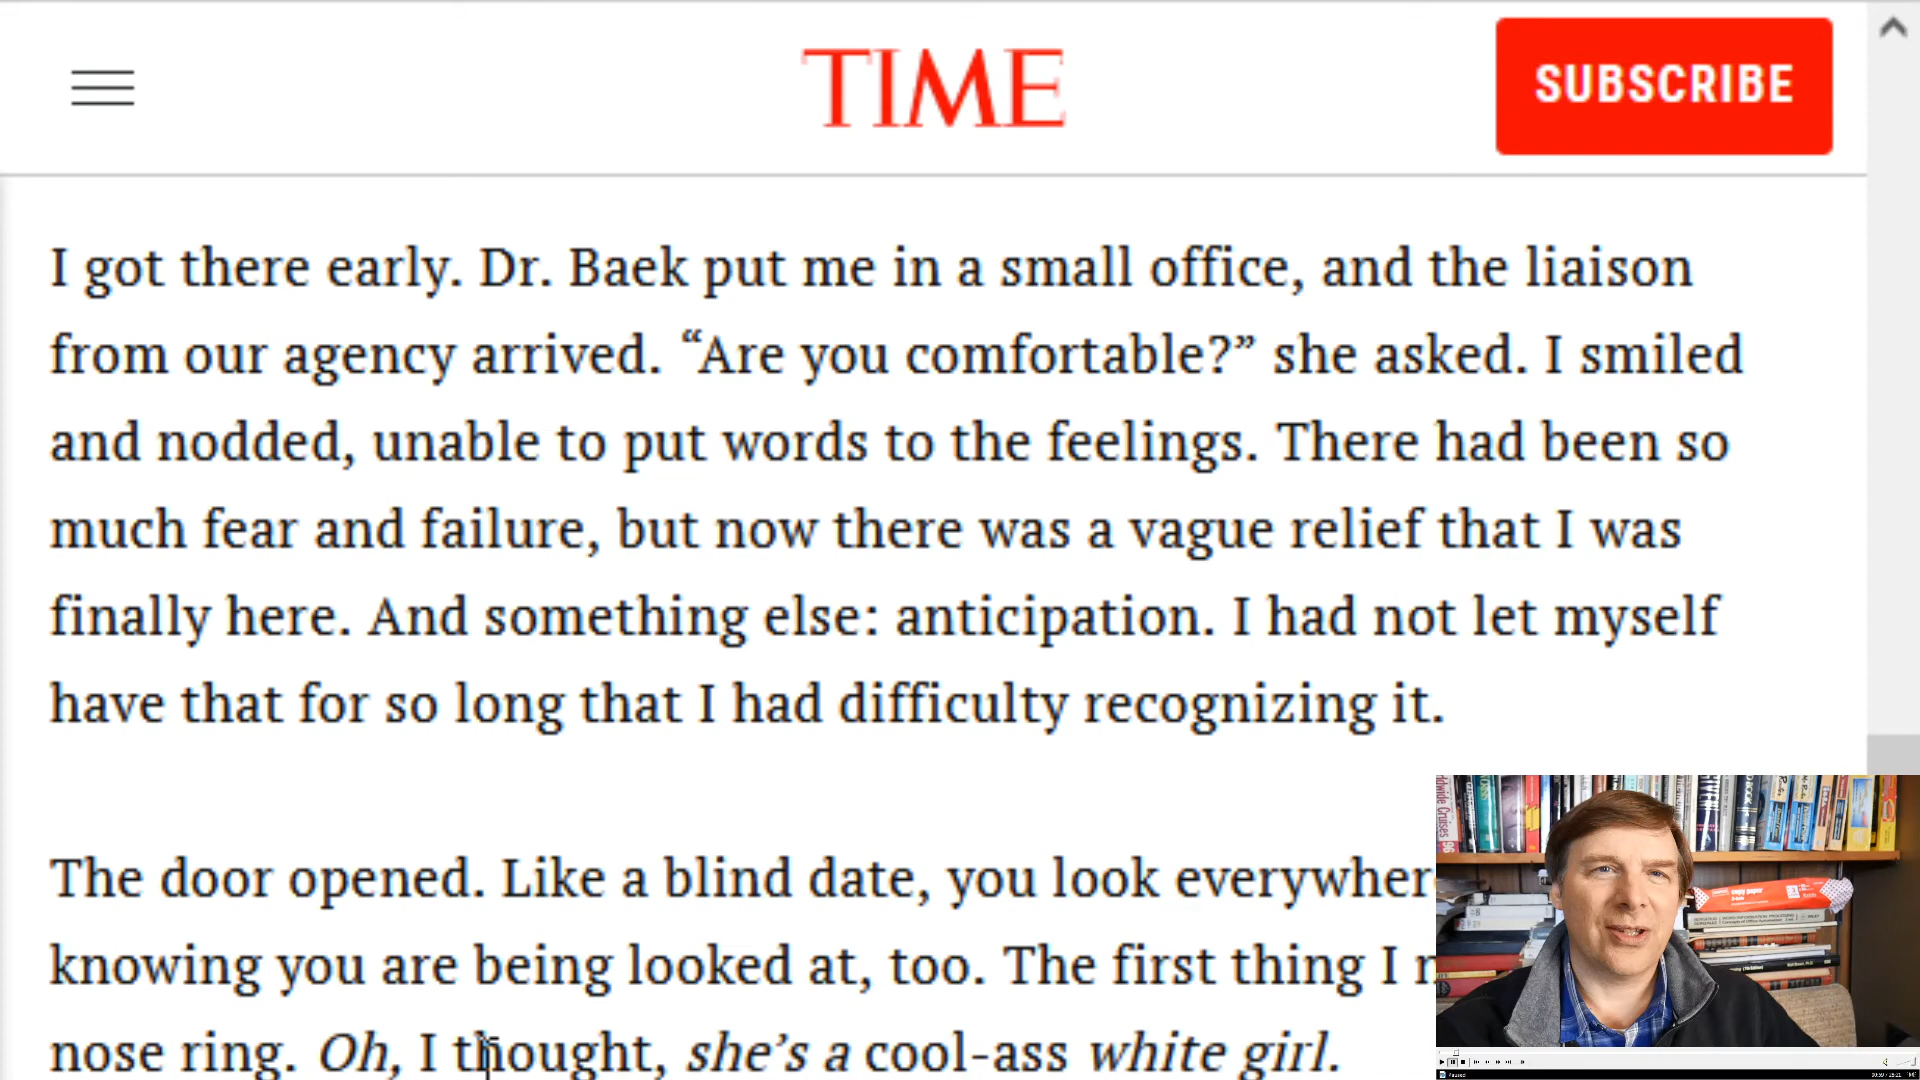 TIME
SUBSCRIBE
I got there early. Dr. Baek put me in a small office, and the liaison
from our agency arrived. “Are you comfortable?” she asked. I smiled
and nodded, unable to put words to the feelings. There had been so
much fear and failure, but now there was a vague relief that I was
finally here. And something else: anticipation. I had not let myself
have that for so long that I had difficulty recognizing it.
The door opened. Like a blind date, you look everywher
knowing you are being looked at, too. The first thing I
nose ring. Oh, I thought, she’s a cool-ass white girl.
copy paper
Paused